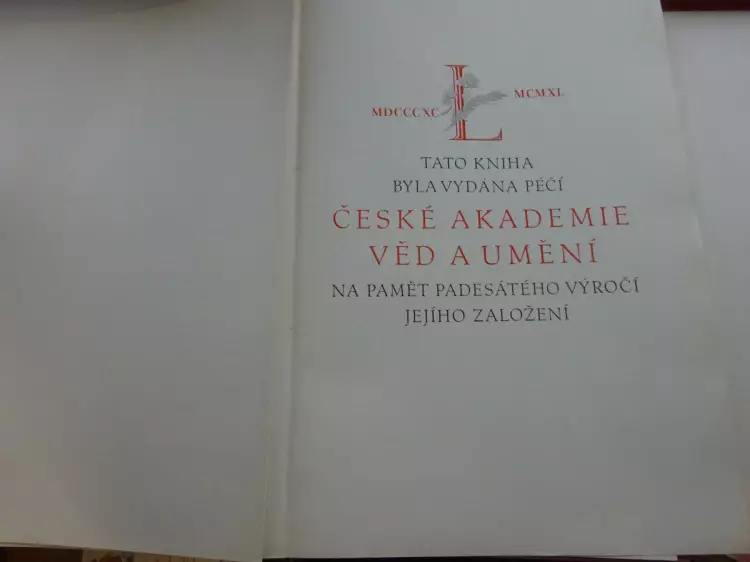 MDCCCXC L MCMXL
TATO KNIHA
BYLA VYDÁNA PÉČÍ
ČESKÉ AKADEMIE
VĚD A UMĚNÍ
NA PAMĚT PADESÁTÉHO VÝROČÍ
JEJÍHO ZALOŽENÍ